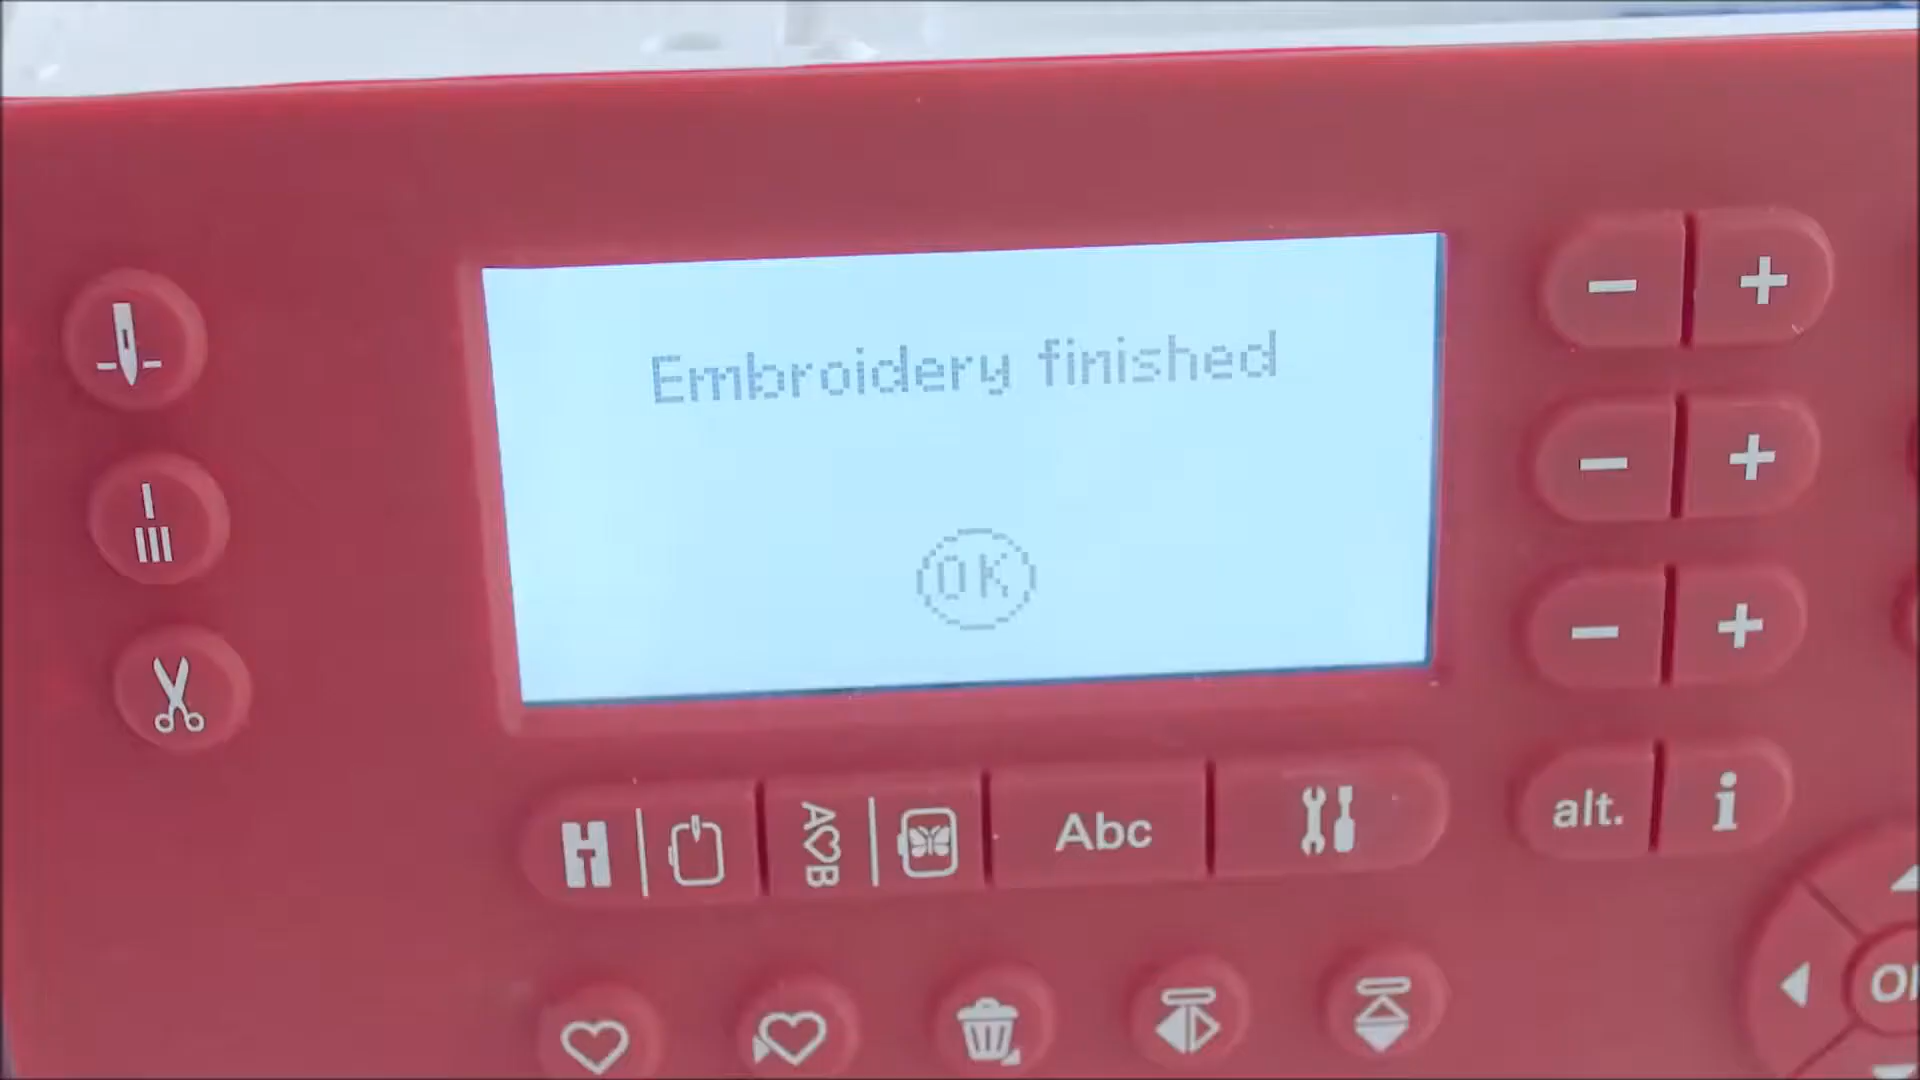 Embroidery finished
OK
− +
− +
− +
alt. i
A♡B Abc